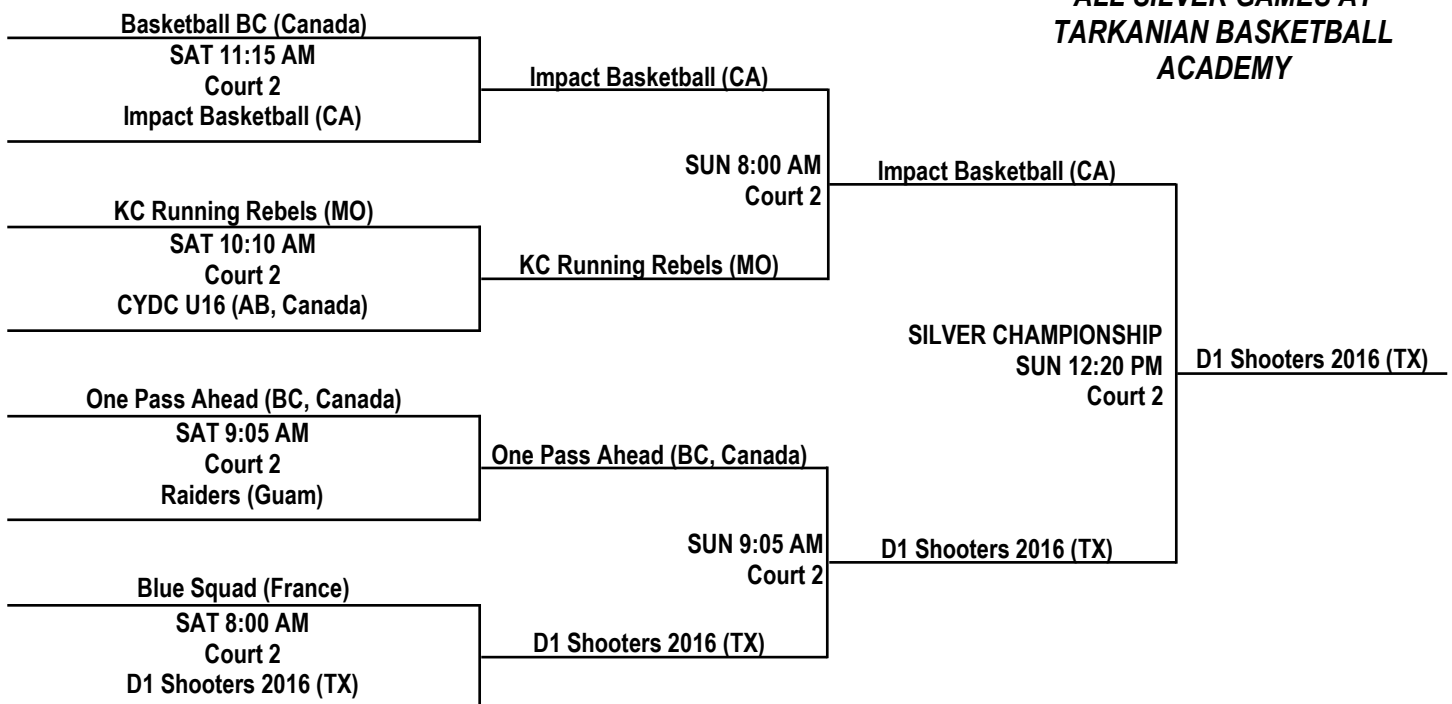 ALL SILVER GAMES AT
TARKANIAN BASKETBALL
ACADEMY
Basketball BC (Canada)
SAT 11:15 AM
Court 2
Impact Basketball (CA)
KC Running Rebels (MO)
SAT 10:10 AM
Court 2
CYDC U16 (AB, Canada)
One Pass Ahead (BC, Canada)
SAT 9:05 AM
Court 2
Raiders (Guam)
Blue Squad (France)
SAT 8:00 AM
Court 2
D1 Shooters 2016 (TX)
Impact Basketball (CA)
SUN 8:00 AM
Court 2
KC Running Rebels (MO)
One Pass Ahead (BC, Canada)
SUN 9:05 AM
Court 2
D1 Shooters 2016 (TX)
Impact Basketball (CA)
SILVER CHAMPIONSHIP
SUN 12:20 PM
Court 2
D1 Shooters 2016 (TX)
D1 Shooters 2016 (TX)